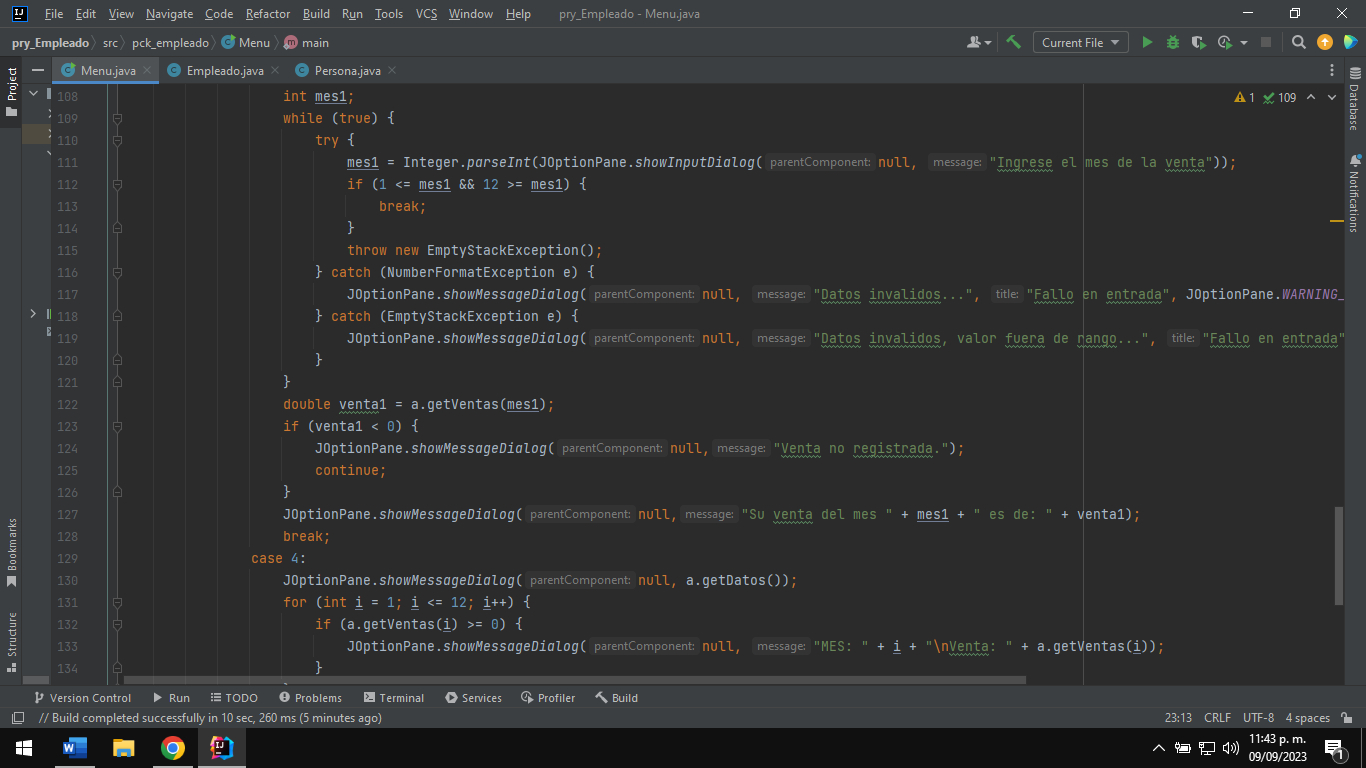 File Edit View Navigate Code Refactor Build Run Tools VCS Window Help pry_Empleado - Menu.java
pry_Empleado src pck_empleado Menu main Current File
Project Menu.java Empleado.java Persona.java
108 int mes1; 1 109
109 while (true) {
110 try {
111 mes1 = Integer.parseInt(JOptionPane.showInputDialog( parentComponent: null, message: "Ingrese el mes de la venta"));
112 if (1 <= mes1 && 12 >= mes1) {
113 break;
114 }
115 throw new EmptyStackException();
116 } catch (NumberFormatException e) {
117 JOptionPane.showMessageDialog( parentComponent: null, message: "Datos invalidos...", title: "Fallo en entrada", JOptionPane.WARNING_
118 } catch (EmptyStackException e) {
119 JOptionPane.showMessageDialog( parentComponent: null, message: "Datos invalidos, valor fuera de rango...", title: "Fallo en entrada"
120 }
121 }
122 double venta1 = a.getVentas(mes1);
123 if (venta1 < 0) {
124 JOptionPane.showMessageDialog( parentComponent: null, message: "Venta no registrada.");
125 continue;
126 }
127 JOptionPane.showMessageDialog( parentComponent: null, message: "Su venta del mes " + mes1 + " es de: " + venta1);
128 break;
129 case 4:
130 JOptionPane.showMessageDialog( parentComponent: null, a.getDatos());
131 for (int i = 1; i <= 12; i++) {
132 if (a.getVentas(i) >= 0) {
133 JOptionPane.showMessageDialog( parentComponent: null, message: "MES: " + i + "\nVenta: " + a.getVentas(i));
134 }
Bookmarks
Structure
Database
Notifications
Version Control Run TODO Problems Terminal Services Profiler Build
// Build completed successfully in 10 sec, 260 ms (5 minutes ago) 23:13 CRLF UTF-8 4 spaces
11:43 p. m.
09/09/2023
1